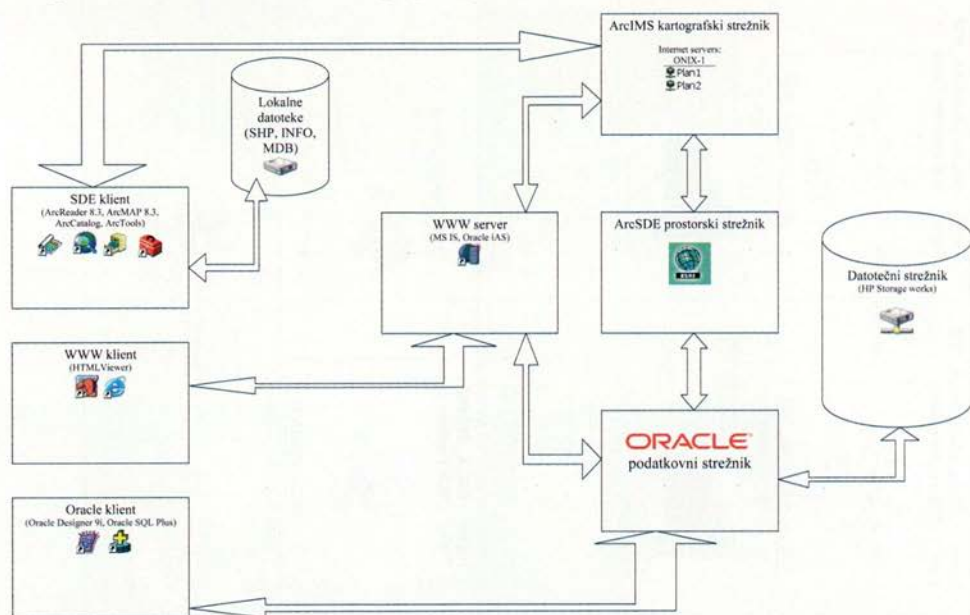 ArcIMS kartografski strežnik
Internet servers:
ONIX-1
Plan1
Plan2
Lokalne
datoteke
(SHP, INFO,
MDB)
SDE klient
(ArcReader 8.3, ArcMAP 8.3,
ArcCatalog, ArcTools)
WWW server
(MS IS, Oracle iAS)
ArcSDE prostorski strežnik
ESRI
Datotečni strežnik
(HP Storage works)
WWW klient
(HTMLViewer)
ORACLE
podatkovni strežnik
Oracle klient
(Oracle Designer 9i, Oracle SQL Plus)